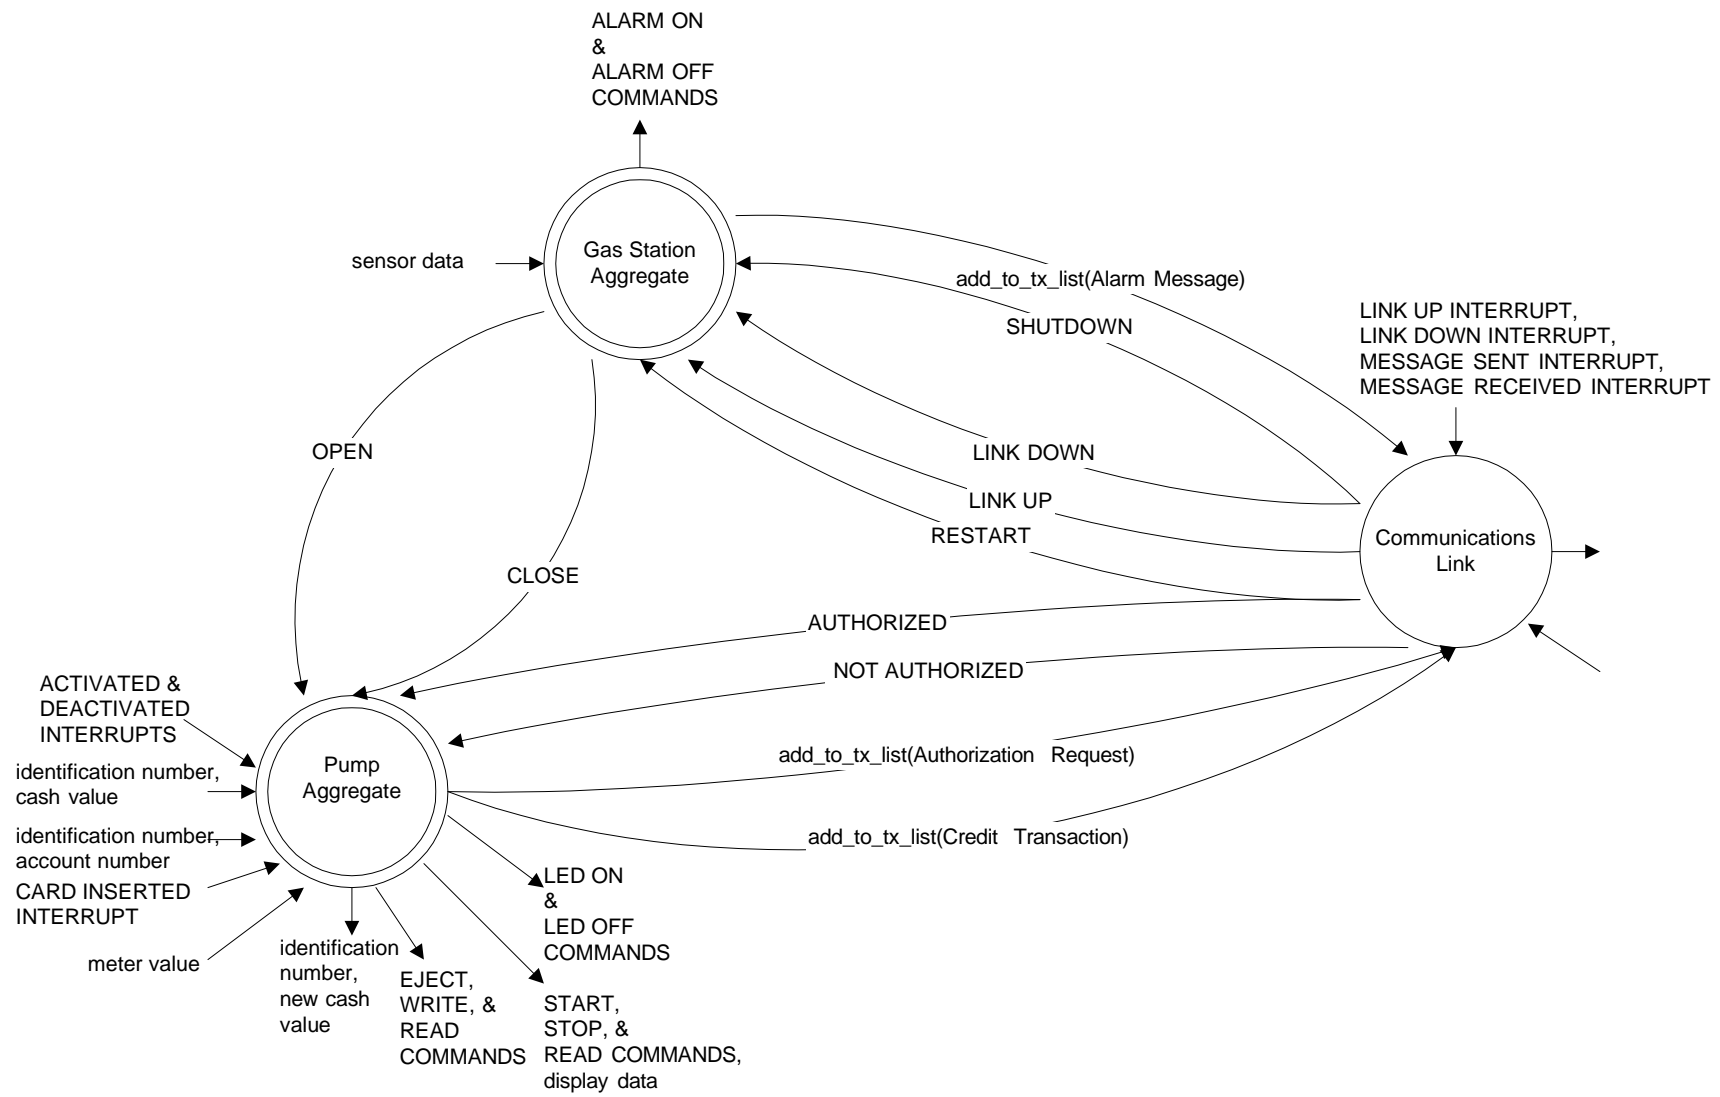 ALARM ON
&
ALARM OFF
COMMANDS
Gas Station
Aggregate
sensor data
add_to_tx_list(Alarm Message)
SHUTDOWN
LINK UP INTERRUPT,
LINK DOWN INTERRUPT,
MESSAGE SENT INTERRUPT,
MESSAGE RECEIVED INTERRUPT
OPEN
LINK DOWN
LINK UP
RESTART
Communications
Link
CLOSE
AUTHORIZED
NOT AUTHORIZED
ACTIVATED &
DEACTIVATED
INTERRUPTS
identification number,
cash value
Pump
Aggregate
add_to_tx_list(Authorization Request)
identification number,
account number
add_to_tx_list(Credit Transaction)
CARD INSERTED
INTERRUPT
meter value
identification
number,
new cash
value
EJECT,
WRITE, &
READ
COMMANDS
LED ON
&
LED OFF
COMMANDS
START,
STOP, &
READ COMMANDS,
display data